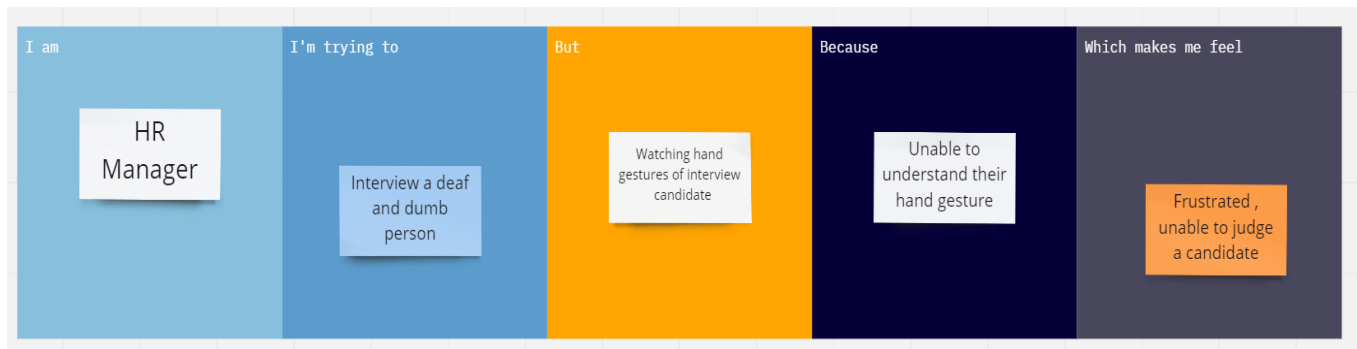 I am
HR
Manager
I'm trying to
Interview a deaf
and dumb
person
But
Watching hand
gestures of interview
candidate
Because
Unable to
understand their
hand gesture
Which makes me feel
Frustrated ,
unable to judge
a candidate